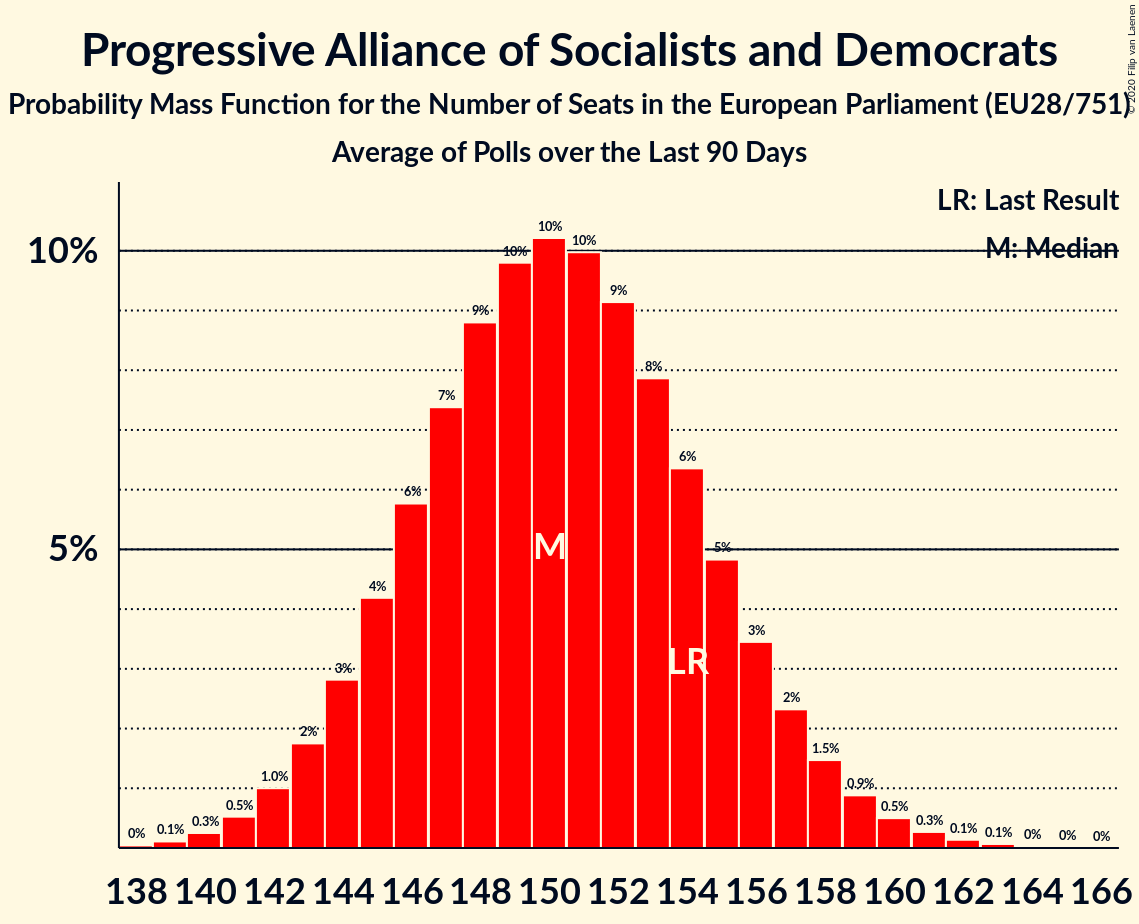 Progressive Alliance of Socialists and Democrats
Probability Mass Function for the Number of Seats in the European Parliament (EU28/751)
Average of Polls over the Last 90 Days
© 2020 Filip van Laenen
LR: Last Result
M: Median
10%
5%
0% 0.1% 0.3% 0.5% 1.0% 2% 3% 4% 6% 7% 9% 10% 10% 10% 9% 8% 6% 5% 3% 2% 1.5% 0.9% 0.5% 0.3% 0.1% 0.1% 0% 0% 0%
M
LR
138 140 142 144 146 148 150 152 154 156 158 160 162 164 166